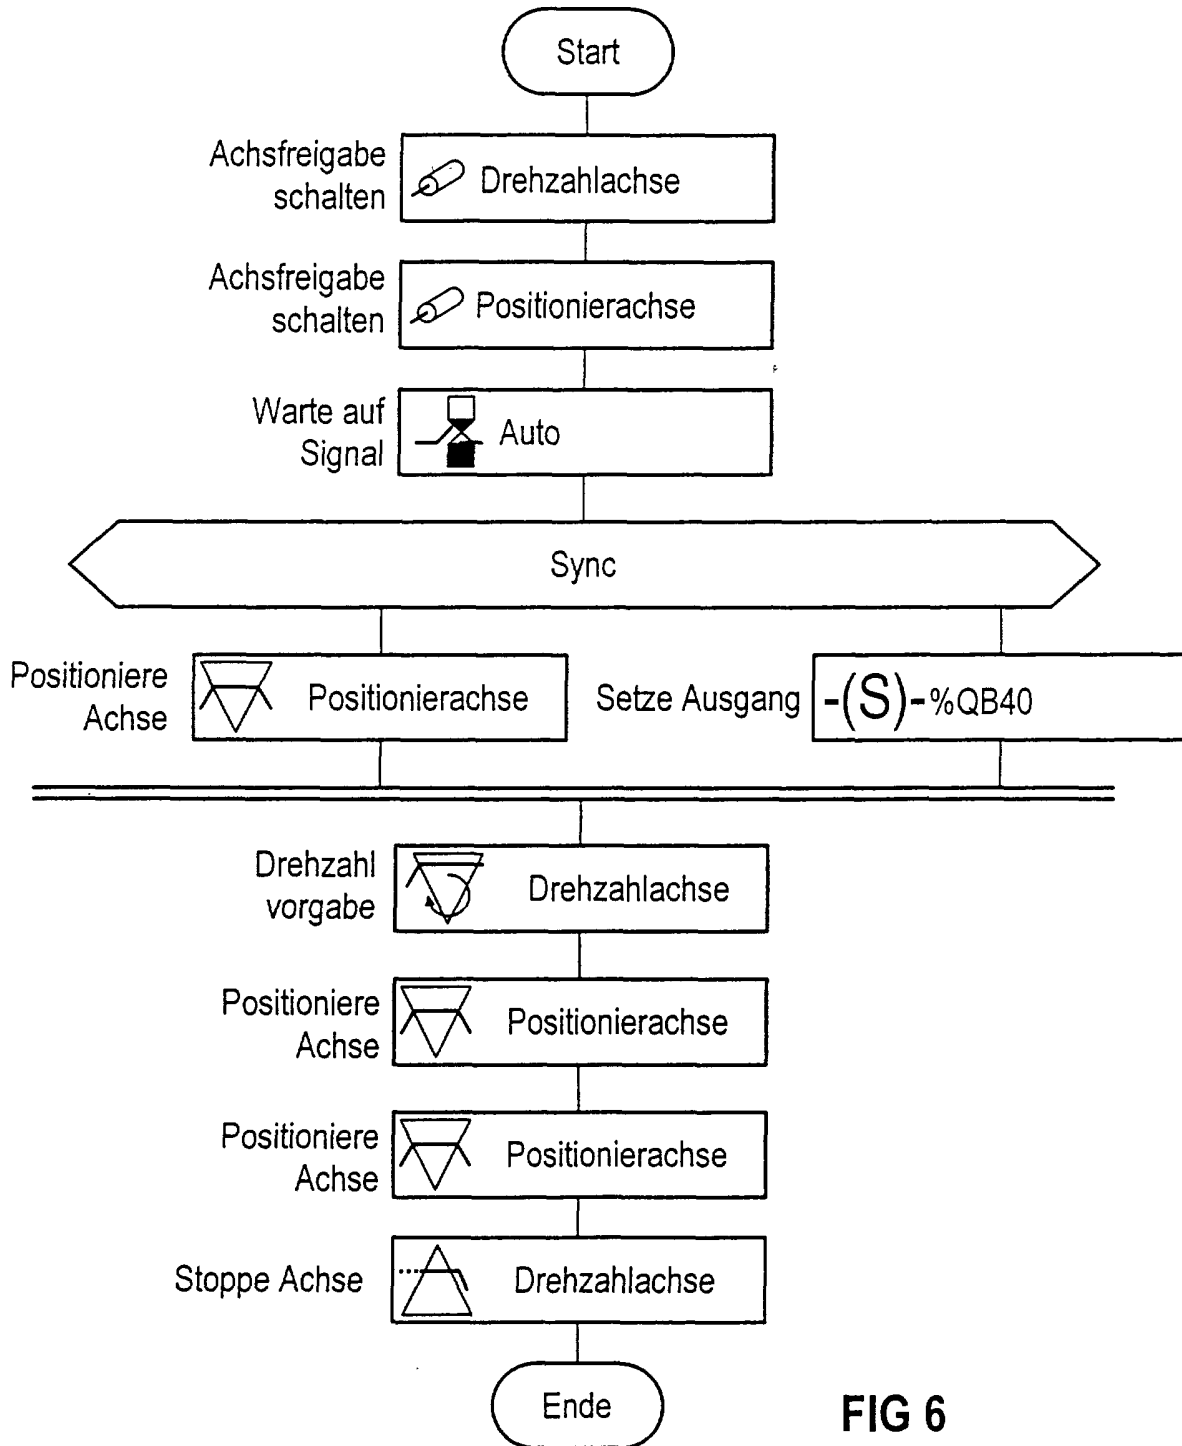 Start
Achsfreigabe
schalten
Drehzahlachse
Achsfreigabe
schalten
Positionierachse
Warte auf
Signal
Auto
Sync
Positioniere
Achse
Positionierachse
Setze Ausgang
-(S)-%QB40
Drehzahl
vorgabe
Drehzahlachse
Positioniere
Achse
Positionierachse
Positioniere
Achse
Positionierachse
Stoppe Achse
Drehzahlachse
Ende
FIG 6